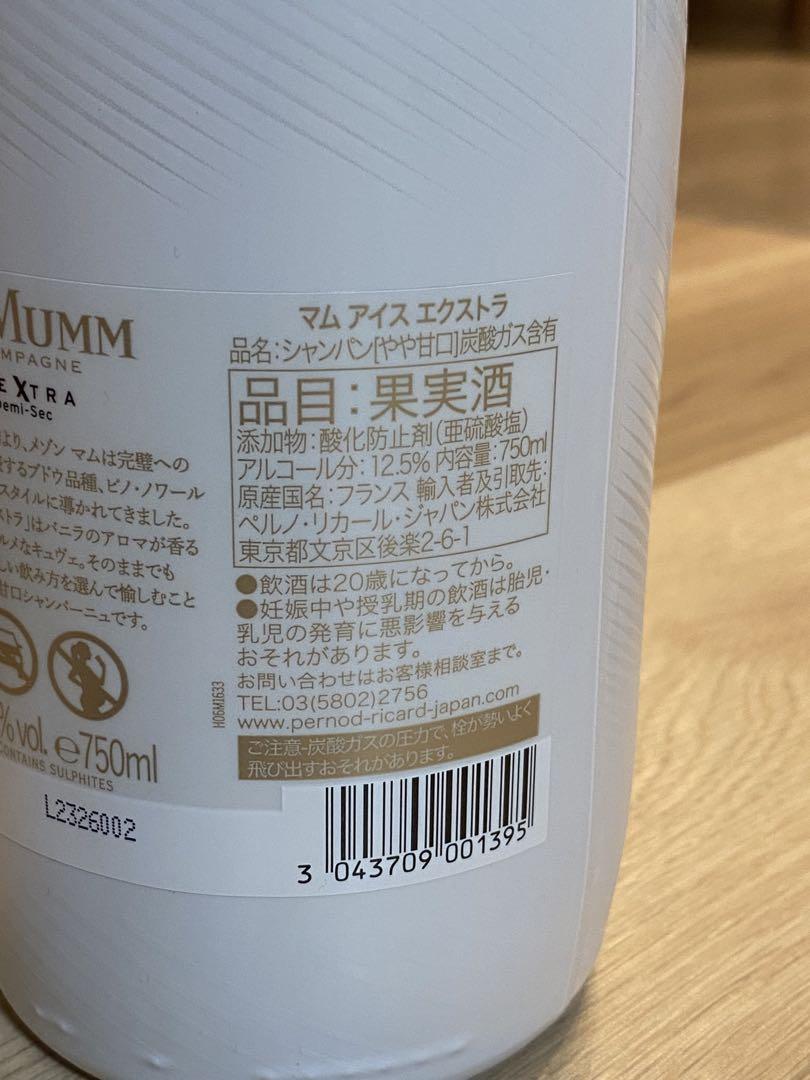 MUMM
MPAGNE
E XTRA
Demi-Sec
より、メゾン マムは完璧への
するブドウ品種、ピノ・ノワール
スタイルに導かれてきました。
ストラ」はバニラのアロマが香る
ルメなキュヴェ。そのままでも
しい飲み方を選んで愉しむこと
甘口シャンパーニュです。
%vol. e750ml
CONTAINS SULPHITES
L2326002
マム アイス エクストラ
品名:シャンパン[やや甘口]炭酸ガス含有
品目:果実酒
添加物:酸化防止剤(亜硫酸塩)
アルコール分:12.5% 内容量:750ml
原産国名:フランス 輸入者及引取先:
ペルノ・リカール・ジャパン株式会社
東京都文京区後楽2-6-1
●飲酒は20歳になってから。
●妊娠中や授乳期の飲酒は胎児・
乳児の発育に悪影響を与える
おそれがあります。
お問い合わせはお客様相談室まで。
TEL:03(5802)2756
www.pernod-ricard-japan.com
ご注意-炭酸ガスの圧力で、栓が勢いよく
飛び出すおそれがあります。
H06M1633
3 043709 001395